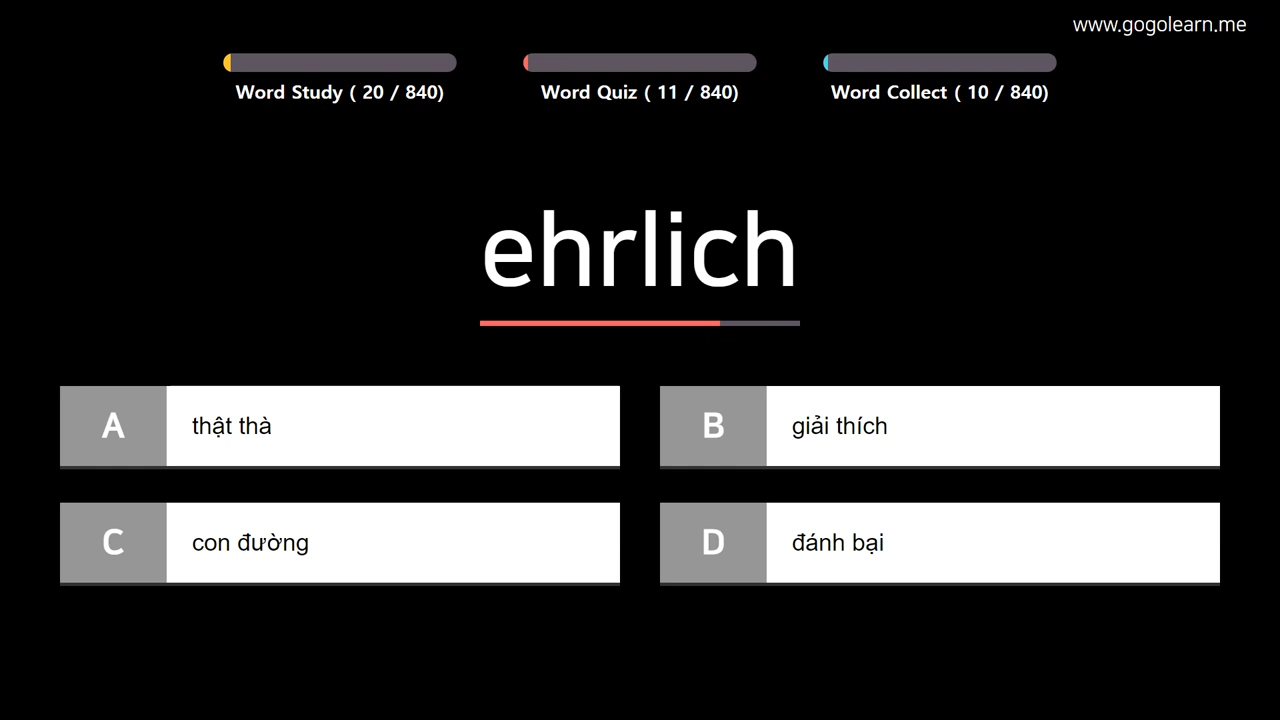 www.gogolearn.me
Word Study ( 20 / 840)
Word Quiz ( 11 / 840)
Word Collect ( 10 / 840)
ehrlich
A
thật thà
B
giải thích
C
con đường
D
đánh bại